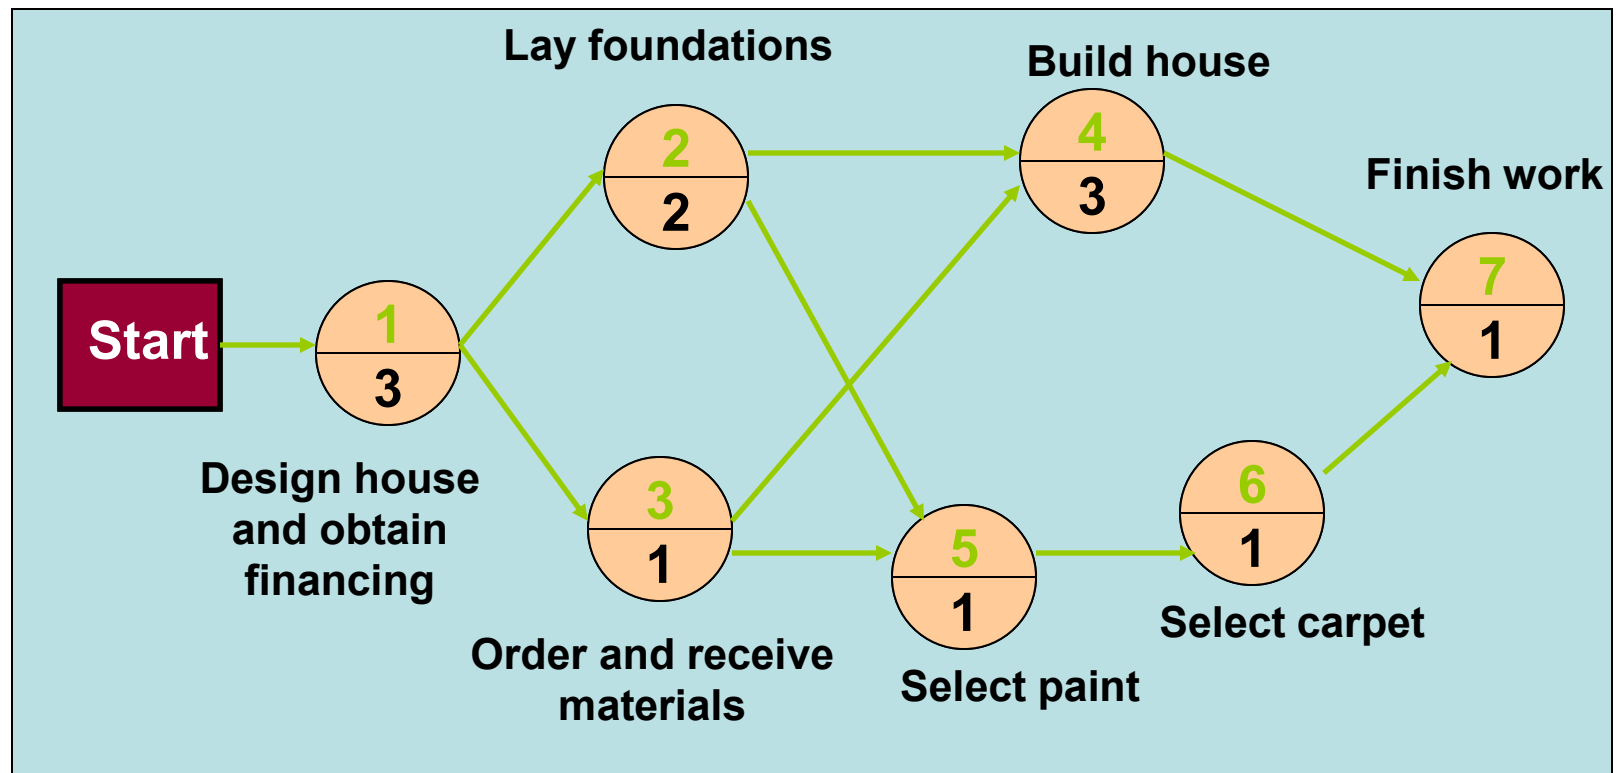 Lay foundations
Build house
2
2
4
3
Finish work
7
1
Start
1
3
Design house
and obtain
financing
3
1
Order and receive
materials
5
1
Select paint
6
1
Select carpet